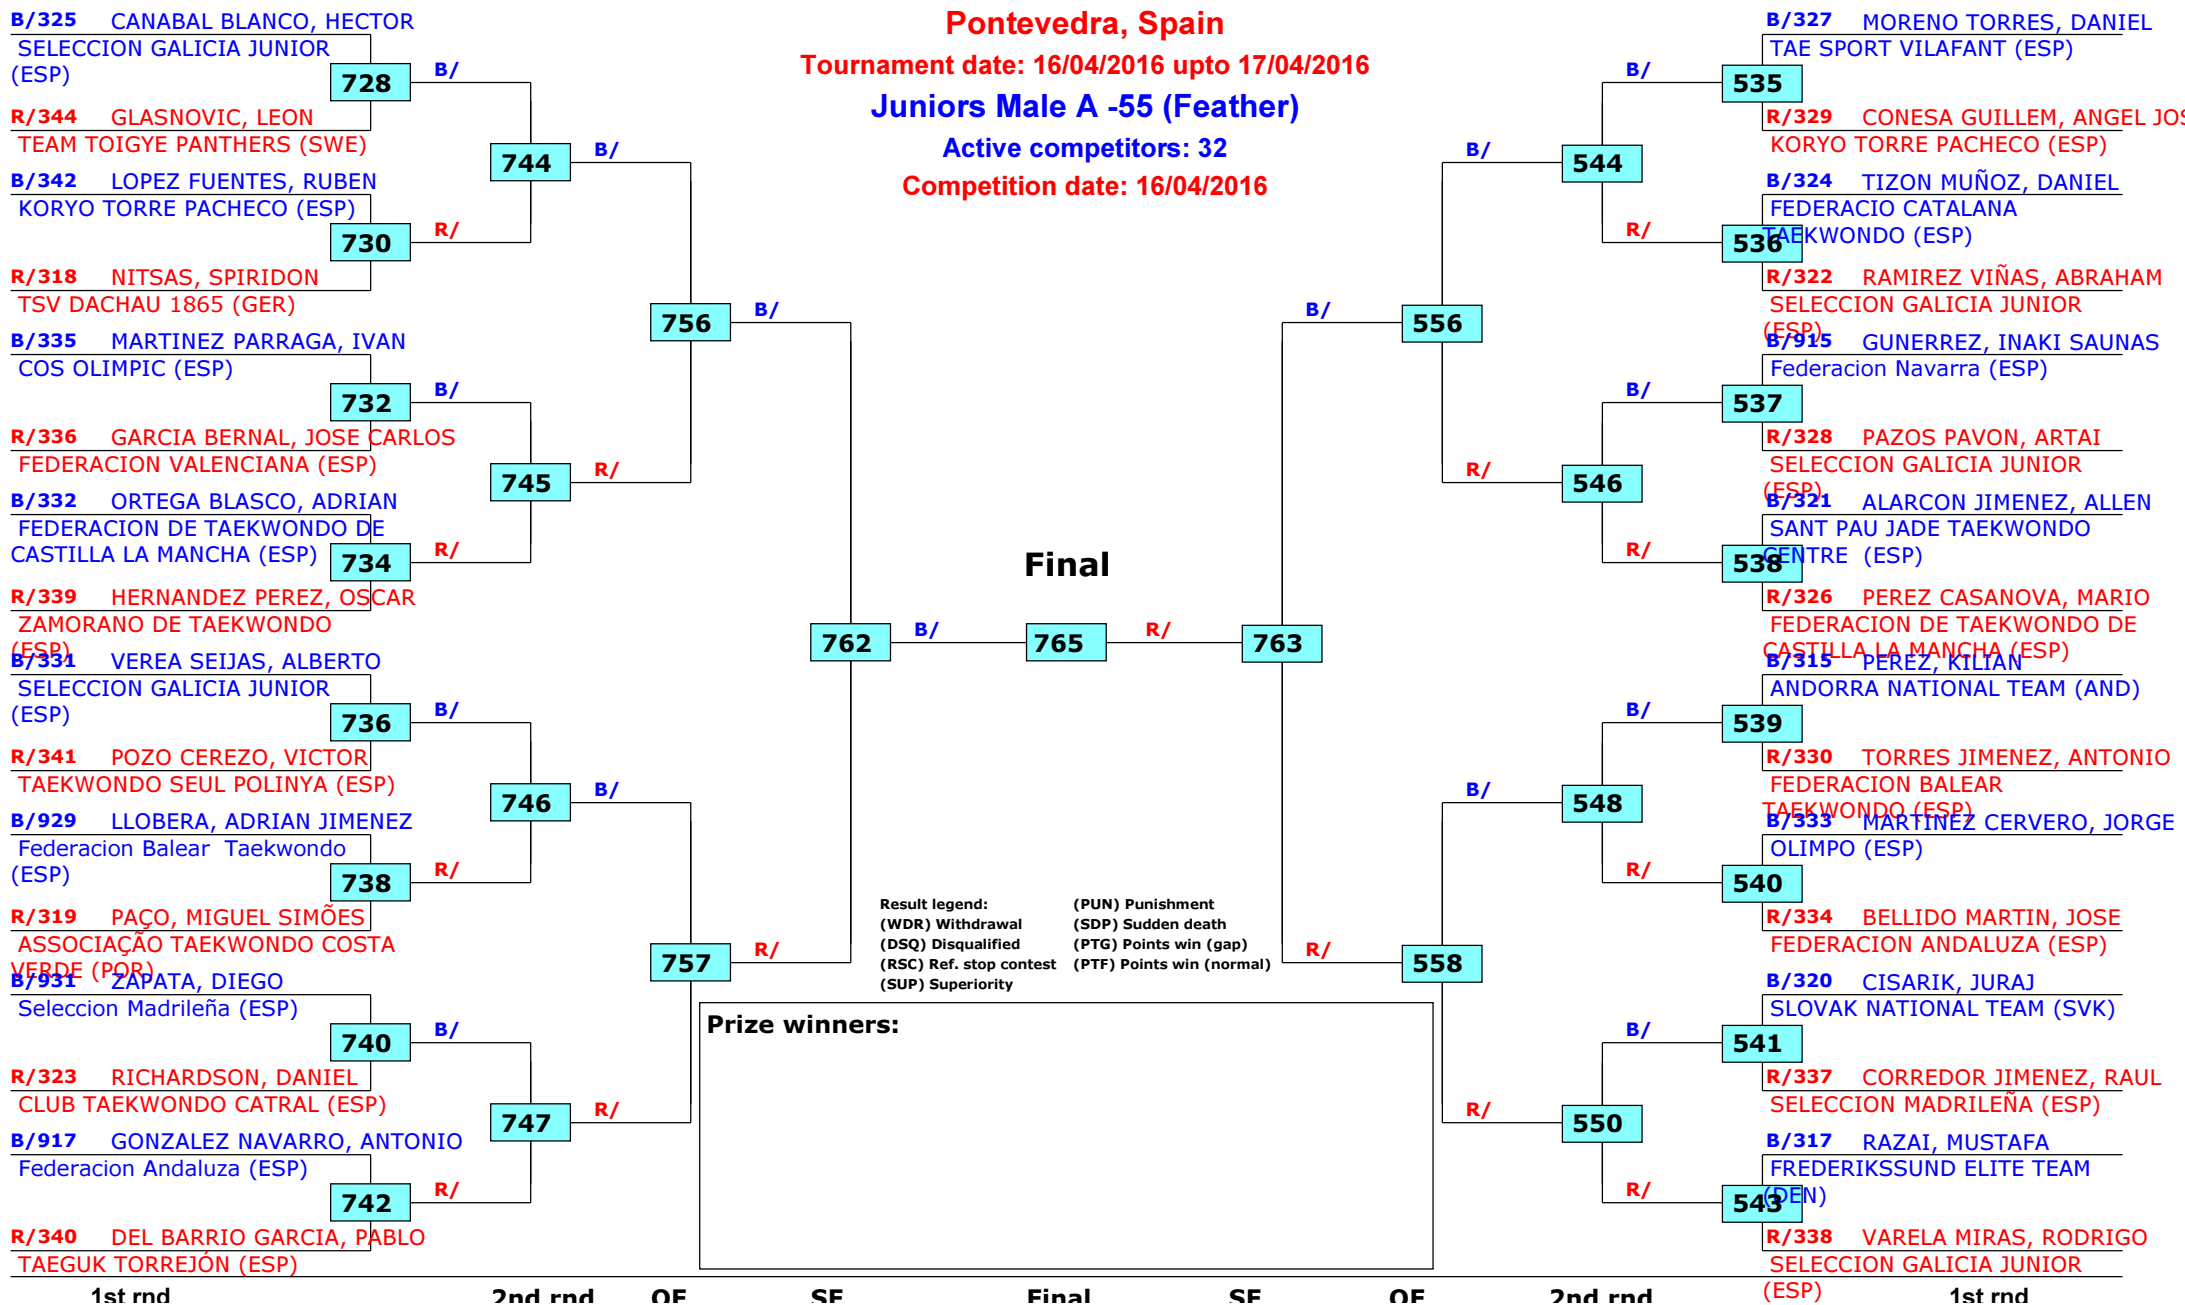 Pontevedra, Spain
Tournament date: 16/04/2016 upto 17/04/2016
Juniors Male A -55 (Feather)
Active competitors: 32
Competition date: 16/04/2016
B/325 CANABAL BLANCO, HECTOR
SELECCION GALICIA JUNIOR
(ESP)
728
B/
R/344 GLASNOVIC, LEON
TEAM TOIGYE PANTHERS (SWE)
744
B/
B/342 LOPEZ FUENTES, RUBEN
KORYO TORRE PACHECO (ESP)
730
R/
R/318 NITSAS, SPIRIDON
TSV DACHAU 1865 (GER)
756
B/
B/335 MARTINEZ PARRAGA, IVAN
COS OLIMPIC (ESP)
732
B/
R/336 GARCIA BERNAL, JOSE CARLOS
FEDERACION VALENCIANA (ESP)
745
R/
B/332 ORTEGA BLASCO, ADRIAN
FEDERACION DE TAEKWONDO DE
CASTILLA LA MANCHA (ESP)
734
R/
R/339 HERNANDEZ PEREZ, OSCAR
ZAMORANO DE TAEKWONDO
(ESP)
762
B/
B/331 VEREA SEIJAS, ALBERTO
SELECCION GALICIA JUNIOR
(ESP)
736
B/
R/341 POZO CEREZO, VICTOR
TAEKWONDO SEUL POLINYA (ESP)
746
B/
B/929 LLOBERA, ADRIAN JIMENEZ
Federacion Balear Taekwondo
(ESP)
738
R/
R/319 PAÇO, MIGUEL SIMÕES
ASSOCIAÇÃO TAEKWONDO COSTA
VERDE (POR)
757
R/
B/931 ZAPATA, DIEGO
Seleccion Madrileña (ESP)
740
B/
R/323 RICHARDSON, DANIEL
CLUB TAEKWONDO CATRAL (ESP)
747
R/
B/917 GONZALEZ NAVARRO, ANTONIO
Federacion Andaluza (ESP)
742
R/
R/340 DEL BARRIO GARCIA, PABLO
TAEGUK TORREJÓN (ESP)
Final
765
R/
763
Result legend: (PUN) Punishment
(WDR) Withdrawal (SDP) Sudden death
(DSQ) Disqualified (PTG) Points win (gap)
(RSC) Ref. stop contest (PTF) Points win (normal)
(SUP) Superiority
Prize winners:
B/327 MORENO TORRES, DANIEL
TAE SPORT VILAFANT (ESP)
B/
535
R/329 CONESA GUILLEM, ANGEL JOS
KORYO TORRE PACHECO (ESP)
B/
544
B/324 TIZON MUÑOZ, DANIEL
FEDERACIO CATALANA
TAEKWONDO (ESP)
R/
536
R/322 RAMIREZ VIÑAS, ABRAHAM
SELECCION GALICIA JUNIOR
(ESP)
B/
556
B/915 GUNERREZ, INAKI SAUNAS
Federacion Navarra (ESP)
B/
537
R/328 PAZOS PAVON, ARTAI
SELECCION GALICIA JUNIOR
(ESP)
R/
546
B/321 ALARCON JIMENEZ, ALLEN
SANT PAU JADE TAEKWONDO
CENTRE (ESP)
R/
538
R/326 PEREZ CASANOVA, MARIO
FEDERACION DE TAEKWONDO DE
CASTILLA LA MANCHA (ESP)
B/315 PEREZ, KILIAN
ANDORRA NATIONAL TEAM (AND)
B/
539
R/330 TORRES JIMENEZ, ANTONIO
FEDERACION BALEAR
TAEKWONDO (ESP)
B/
548
B/333 MARTINEZ CERVERO, JORGE
OLIMPO (ESP)
R/
540
R/334 BELLIDO MARTIN, JOSE
FEDERACION ANDALUZA (ESP)
R/
558
B/320 CISARIK, JURAJ
SLOVAK NATIONAL TEAM (SVK)
B/
541
R/337 CORREDOR JIMENEZ, RAUL
SELECCION MADRILEÑA (ESP)
R/
550
B/317 RAZAI, MUSTAFA
FREDERIKSSUND ELITE TEAM
(DEN)
R/
543
R/338 VARELA MIRAS, RODRIGO
SELECCION GALICIA JUNIOR
(ESP)
1st rnd 2nd rnd QF SF Final SF QF 2nd rnd 1st rnd